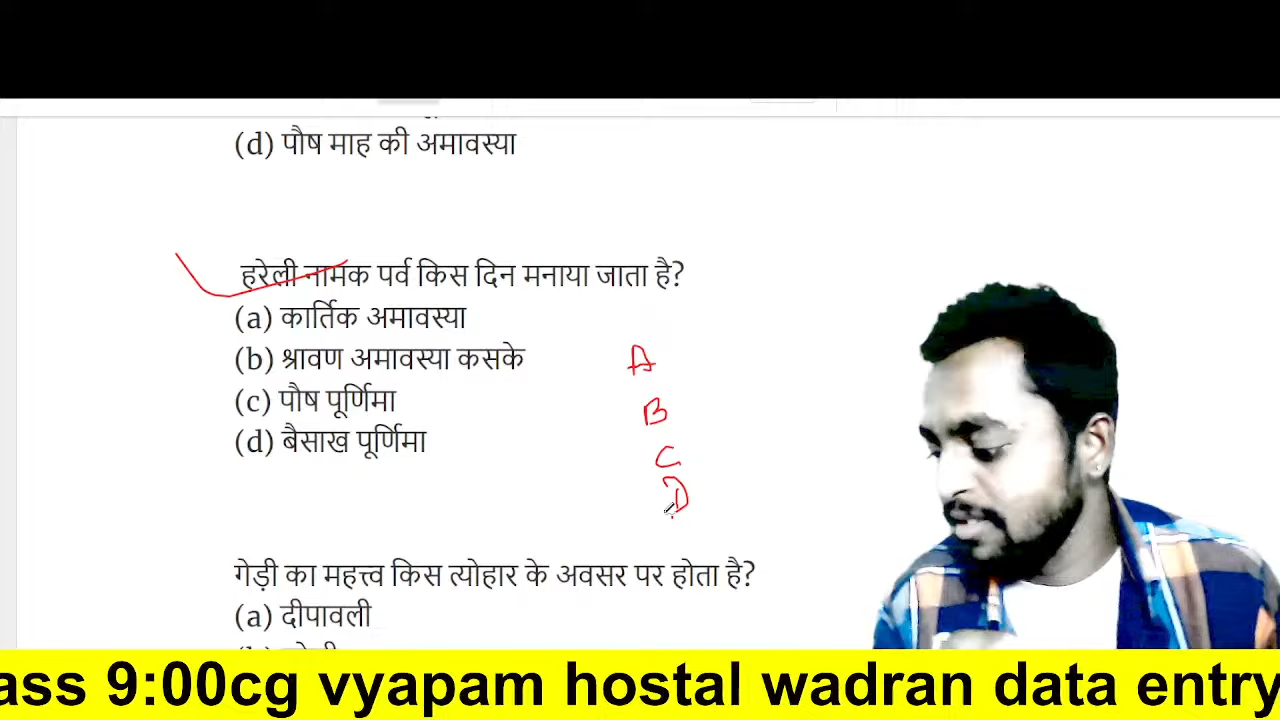 (d) पौष माह की अमावस्या
हरेली नामक पर्व किस दिन मनाया जाता है?
(a) कार्तिक अमावस्या
(b) श्रावण अमावस्या कसके
(c) पौष पूर्णिमा
(d) बैसाख पूर्णिमा
A
B
C
D
गेड़ी का महत्त्व किस त्योहार के अवसर पर होता है?
(a) दीपावली
ass 9:00cg vyapam hostal wadran data entry